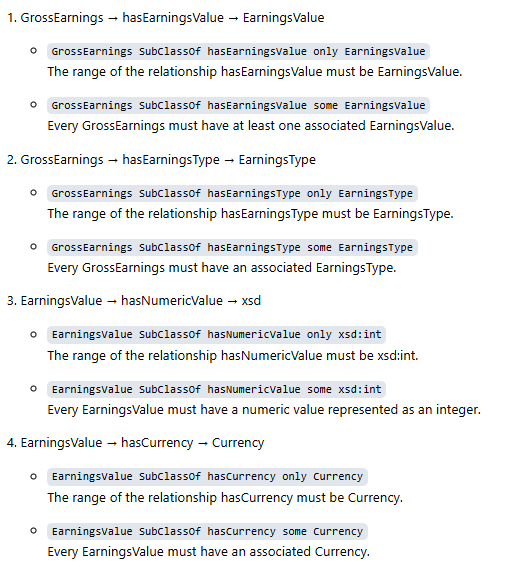 1. GrossEarnings → hasEarningsValue → EarningsValue
GrossEarnings SubClassOf hasEarningsValue only EarningsValue
The range of the relationship hasEarningsValue must be EarningsValue.
GrossEarnings SubClassOf hasEarningsValue some EarningsValue
Every GrossEarnings must have at least one associated EarningsValue.
2. GrossEarnings → hasEarningsType → EarningsType
GrossEarnings SubClassOf hasEarningsType only EarningsType
The range of the relationship hasEarningsType must be EarningsType.
GrossEarnings SubClassOf hasEarningsType some EarningsType
Every GrossEarnings must have an associated EarningsType.
3. EarningsValue → hasNumericValue → xsd
EarningsValue SubClassOf hasNumericValue only xsd:int
The range of the relationship hasNumericValue must be xsd:int.
EarningsValue SubClassOf hasNumericValue some xsd:int
Every EarningsValue must have a numeric value represented as an integer.
4. EarningsValue → hasCurrency → Currency
EarningsValue SubClassOf hasCurrency only Currency
The range of the relationship hasCurrency must be Currency.
EarningsValue SubClassOf hasCurrency some Currency
Every EarningsValue must have an associated Currency.